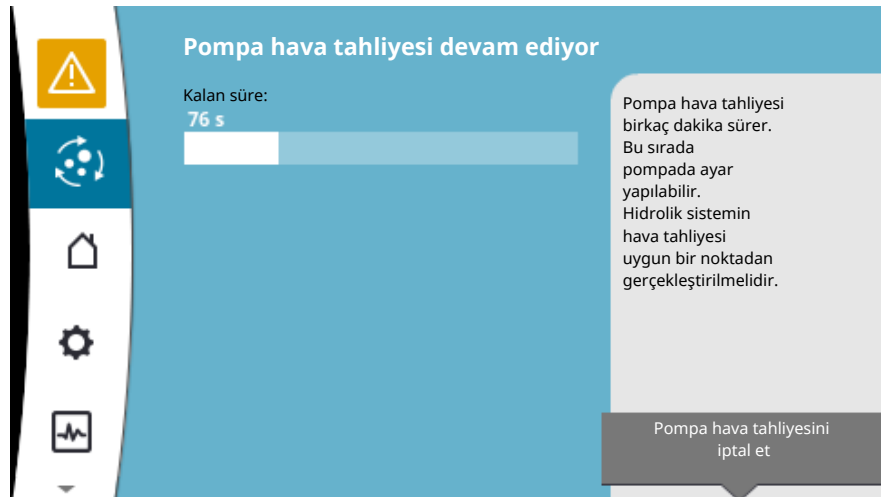 Pompa hava tahliyesi devam ediyor
Kalan süre:
76 s
Pompa hava tahliyesi
birkaç dakika sürer.
Bu sırada
pompada ayar
yapılabilir.
Hidrolik sistemin
hava tahliyesi
uygun bir noktadan
gerçekleştirilmelidir.
Pompa hava tahliyesini
iptal et